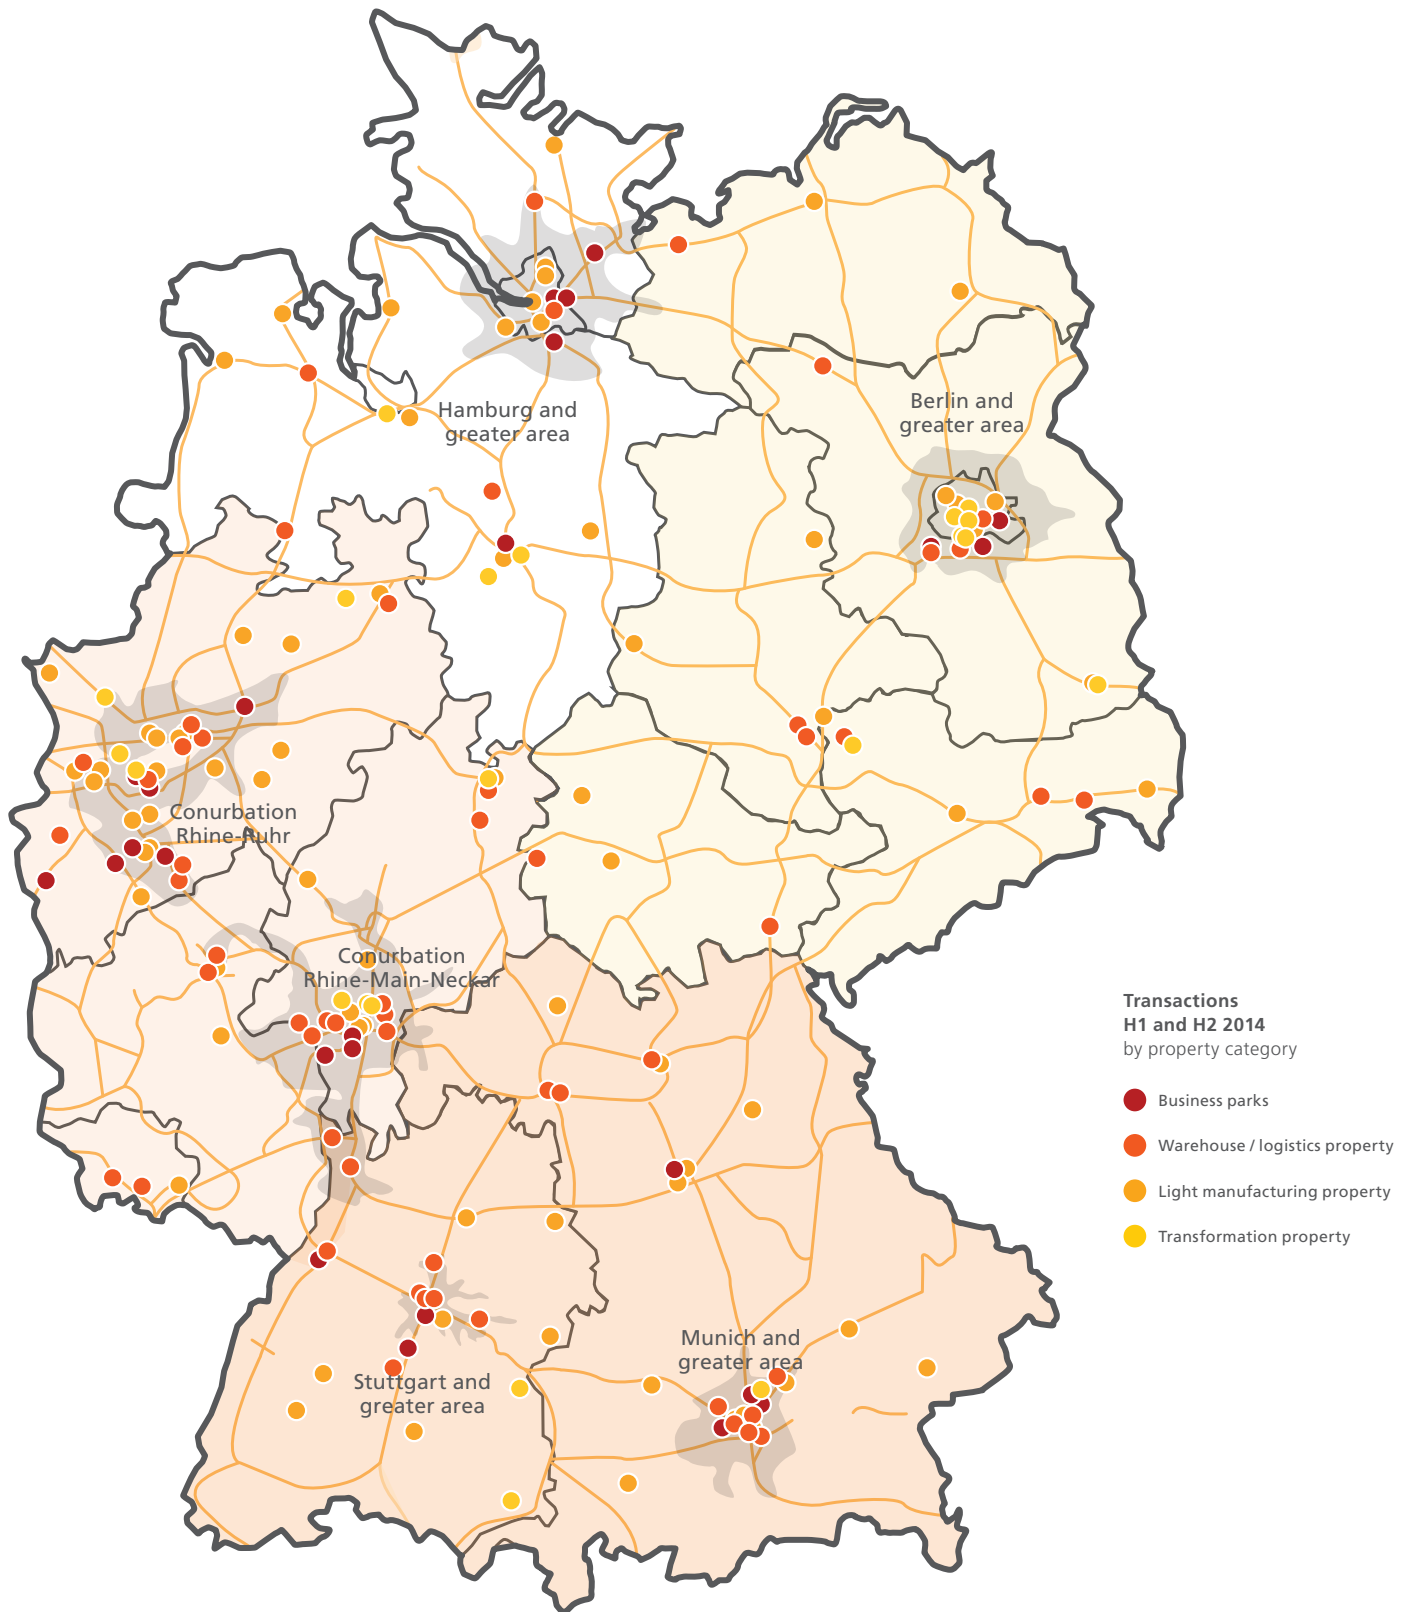 Hamburg and
greater area
Berlin and
greater area
Conurbation
Rhine-Ruhr
Conurbation
Rhine-Main-Neckar
Transactions
H1 and H2 2014
by property category
Business parks
Warehouse / logistics property
Light manufacturing property
Transformation property
Munich and
greater area
Stuttgart and
greater area